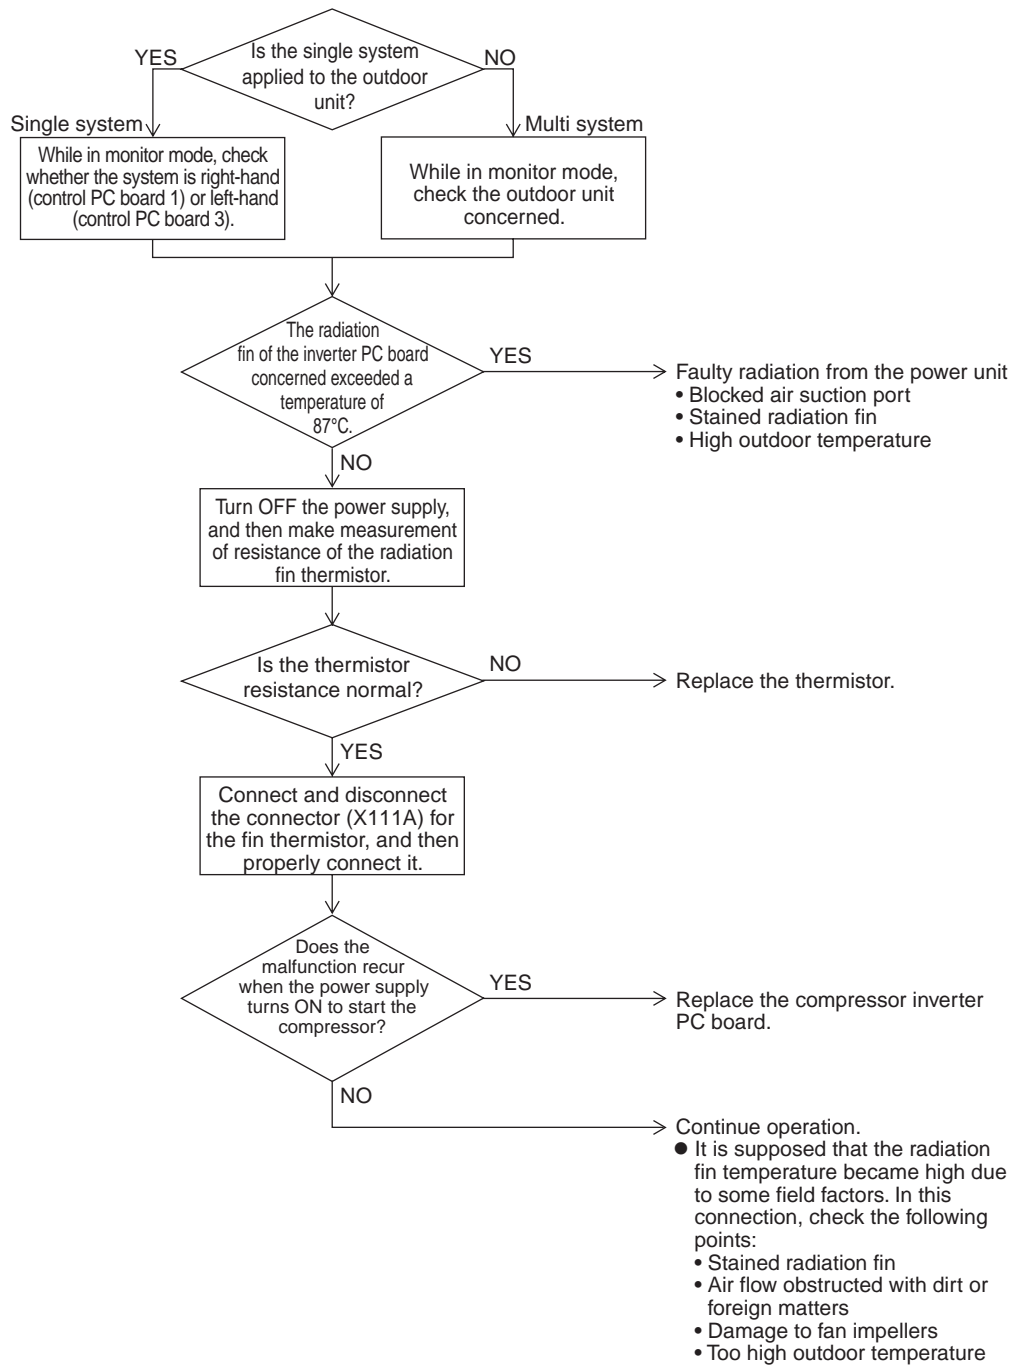 Is the single system
applied to the outdoor
unit?
YES
NO
Single system
Multi system
While in monitor mode, check
whether the system is right-hand
(control PC board 1) or left-hand
(control PC board 3).
While in monitor mode,
check the outdoor unit
concerned.
The radiation
fin of the inverter PC board
concerned exceeded a
temperature of
87°C.
YES
Faulty radiation from the power unit
• Blocked air suction port
• Stained radiation fin
• High outdoor temperature
NO
Turn OFF the power supply,
and then make measurement
of resistance of the radiation
fin thermistor.
Is the thermistor
resistance normal?
NO
Replace the thermistor.
YES
Connect and disconnect
the connector (X111A) for
the fin thermistor, and then
properly connect it.
Does the
malfunction recur
when the power supply
turns ON to start the
compressor?
YES
Replace the compressor inverter
PC board.
NO
Continue operation.
● It is supposed that the radiation
fin temperature became high due
to some field factors. In this
connection, check the following
points:
• Stained radiation fin
• Air flow obstructed with dirt or
foreign matters
• Damage to fan impellers
• Too high outdoor temperature